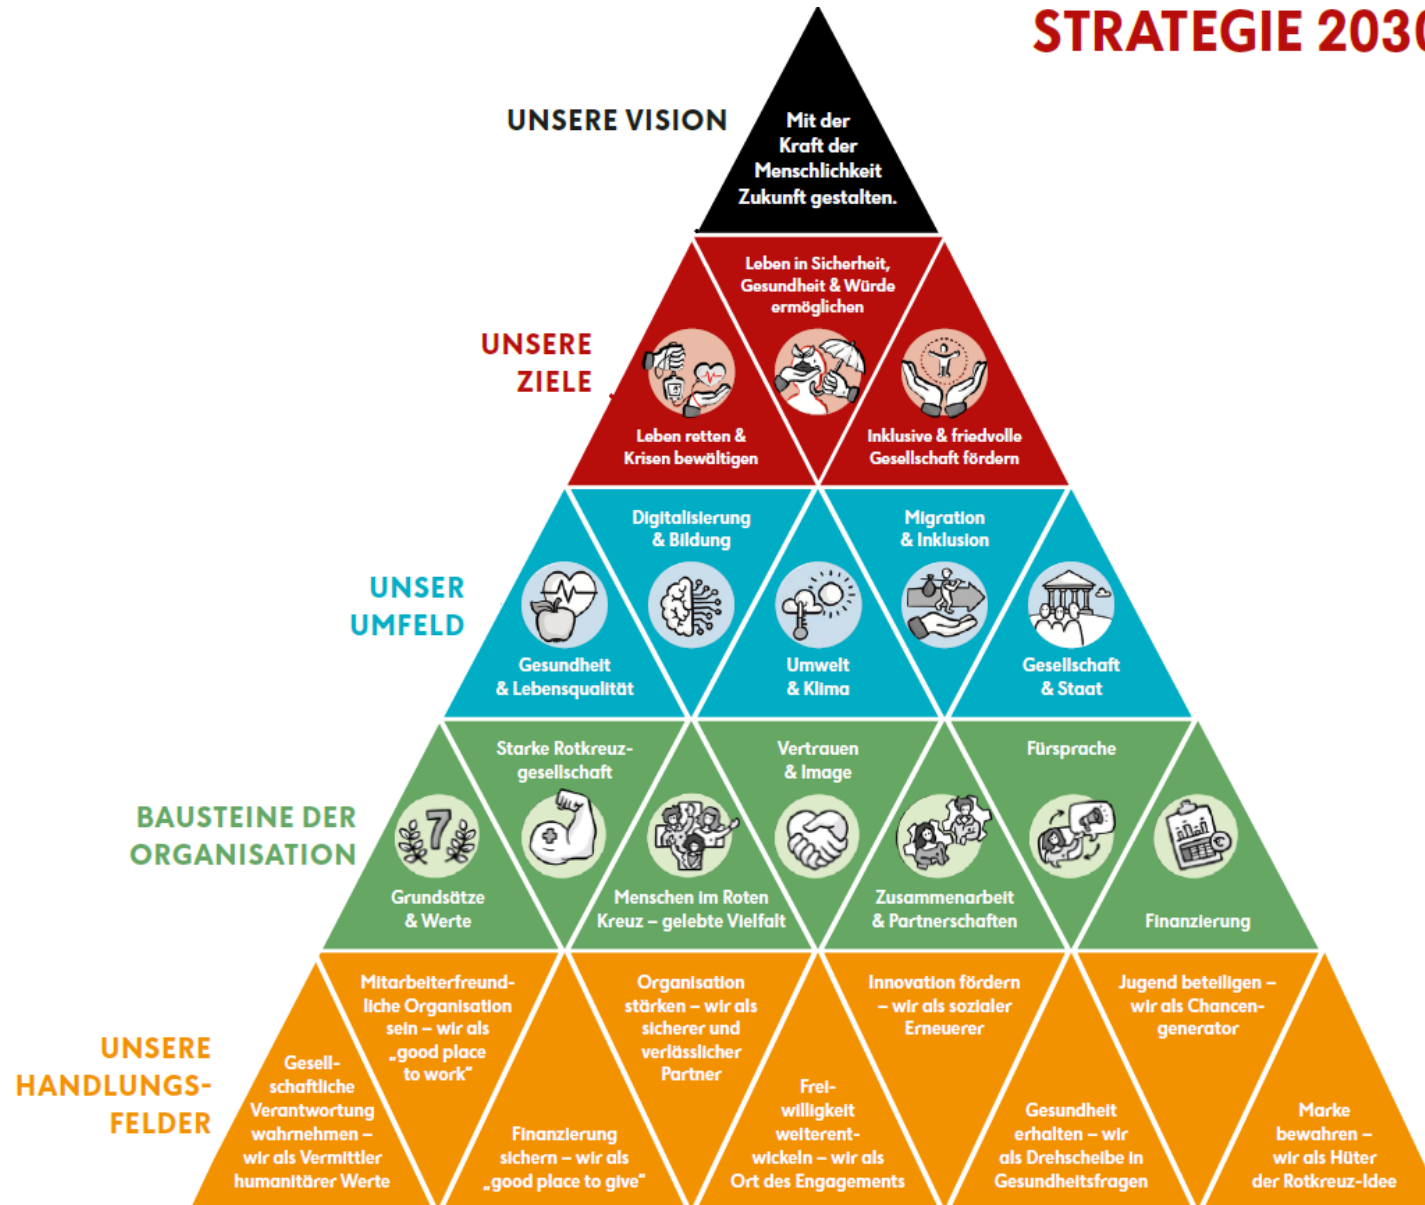 STRATEGIE 2030
UNSERE VISION
Mit der
Kraft der
Menschlichkeit
Zukunft gestalten.
UNSERE
ZIELE
Leben retten &
Krisen bewältigen
Leben in Sicherheit,
Gesundheit & Würde
ermöglichen
Inklusive & friedvolle
Gesellschaft fördern
UNSER
UMFELD
Gesundheit
& Lebensqualität
Digitalisierung
& Bildung
Umwelt
& Klima
Migration
& Inklusion
Gesellschaft
& Staat
BAUSTEINE DER
ORGANISATION
7
Grundsätze
& Werte
Starke Rotkreuz-
gesellschaft
Menschen im Roten
Kreuz – gelebte Vielfalt
Vertrauen
& Image
Zusammenarbeit
& Partnerschaften
Fürsprache
€
Finanzierung
UNSERE
HANDLUNGS-
FELDER
Gesell-
schaftliche
Verantwortung
wahrnehmen –
wir als Vermittler
humanitärer Werte
Mitarbeiterfreund-
liche Organisation
sein – wir als
„good place
to work“
Finanzierung
sichern – wir als
„good place to give“
Organisation
stärken – wir als
sicherer und
verlässlicher
Partner
Frei-
willigkeit
weiterent-
wickeln – wir als
Ort des Engagements
Innovation fördern
– wir als sozialer
Erneuerer
Gesundheit
erhalten – wir
als Drehscheibe in
Gesundheitsfragen
Jugend beteiligen –
wir als Chancen-
generator
Marke
bewahren –
wir als Hüter
der Rotkreuz-Idee